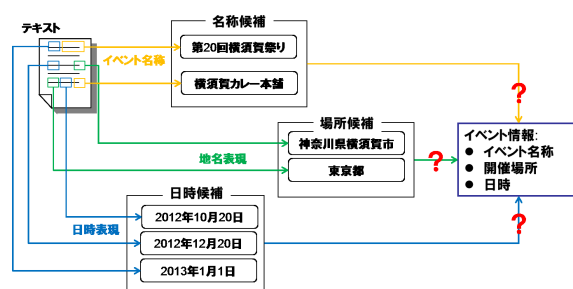 テキスト
名称候補
第20回横須賀祭り
イベント名称
横須賀カレー本舗
?
場所候補
神奈川県横須賀市
地名表現
東京都
?
イベント情報:
● イベント名称
● 開催場所
● 日時
日時候補
2012年10月20日
日時表現
2012年12月20日
2013年1月1日
?